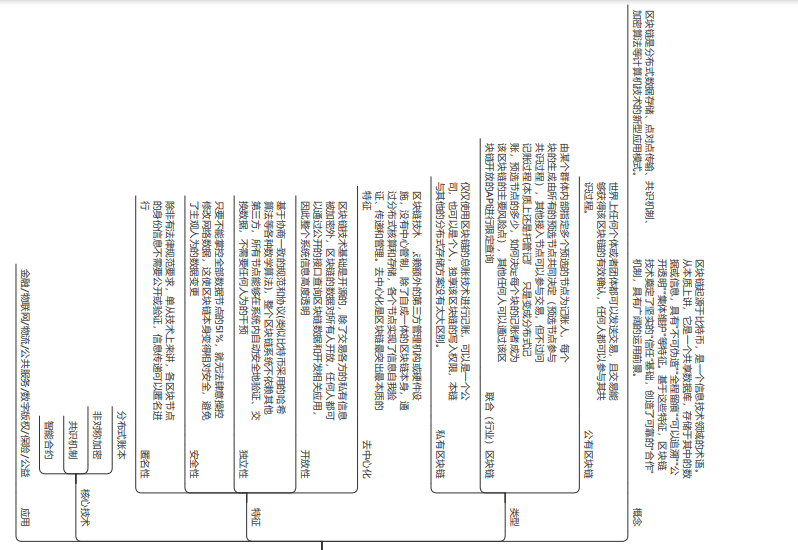 区块链是分布式数据存储、点对点传输、共识机制、
加密算法等计算机技术的新型应用模式。
区块链起源于比特币，是一个信息技术领域的术语。
从本质上讲，它是一个共享数据库，存储于其中的数
据或信息，具有"不可伪造""全程留痕""可以追溯""公
开透明""集体维护"等特征。基于这些特征，区块链
技术奠定了坚实的"信任"基础，创造了可靠的"合作"
机制，具有广阔的运用前景。
概念
世界上任何个体或者团体都可以发送交易，且交易能
够获得该区块链的有效确认，任何人都可以参与其共
识过程。
公有区块链
由某个群体内部指定多个预选的节点为记账人，每个
块的生成由所有的预选节点共同决定（预选节点参与
共识过程），其他接入节点可以参与交易，但不过问
记账过程(本质上还是托管记账，只是变成分布式记
账，预选节点的多少，如何决定每个块的记账者成为
该区块链的主要风险点），其他任何人可以通过该区
块链开放的API进行限定查询
联合（行业）区块链
仅仅使用区块链的总账技术进行记账，可以是一个公
司，也可以是个人，独享该区块链的写入权限，本链
与其他的分布式存储方案没有太大区别。
私有区块链
类型
区块链技术
赖额外的第三方管理机构或硬件设
施，没有中心管制，除了自成一体的区块链本身，通
过分布式核算和存储，各个节点实现了信息自我验
证、传递和管理。去中心化是区块链最突出最本质的
特征
去中心化
区块链技术基础是开源的，除了交易各方的私有信息
被加密外，区块链的数据对所有人开放，任何人都可
以通过公开的接口查询区块链数据和开发相关应用，
因此整个系统信息高度透明
开放性
基于协商一致的规范和协议(类似比特币采用的哈希
算法等各种数学算法)，整个区块链系统不依赖其他
第三方，所有节点能够在系统内自动安全地验证、交
换数据，不需要任何人为的干预
独立性
只要不能掌控全部数据节点的51%，就无法肆意操控
修改网络数据，这使区块链本身变得相对安全，避免
了主观人为的数据变更
安全性
除非有法律规范要求，单从技术上来讲，各区块节点
的身份信息不需要公开或验证，信息传递可以匿名进
行
匿名性
特征
分布式账本
非对称加密
共识机制
智能合约
核心技术
金融/物联网/物流/公共服务/数字版权/保险/公益
应用